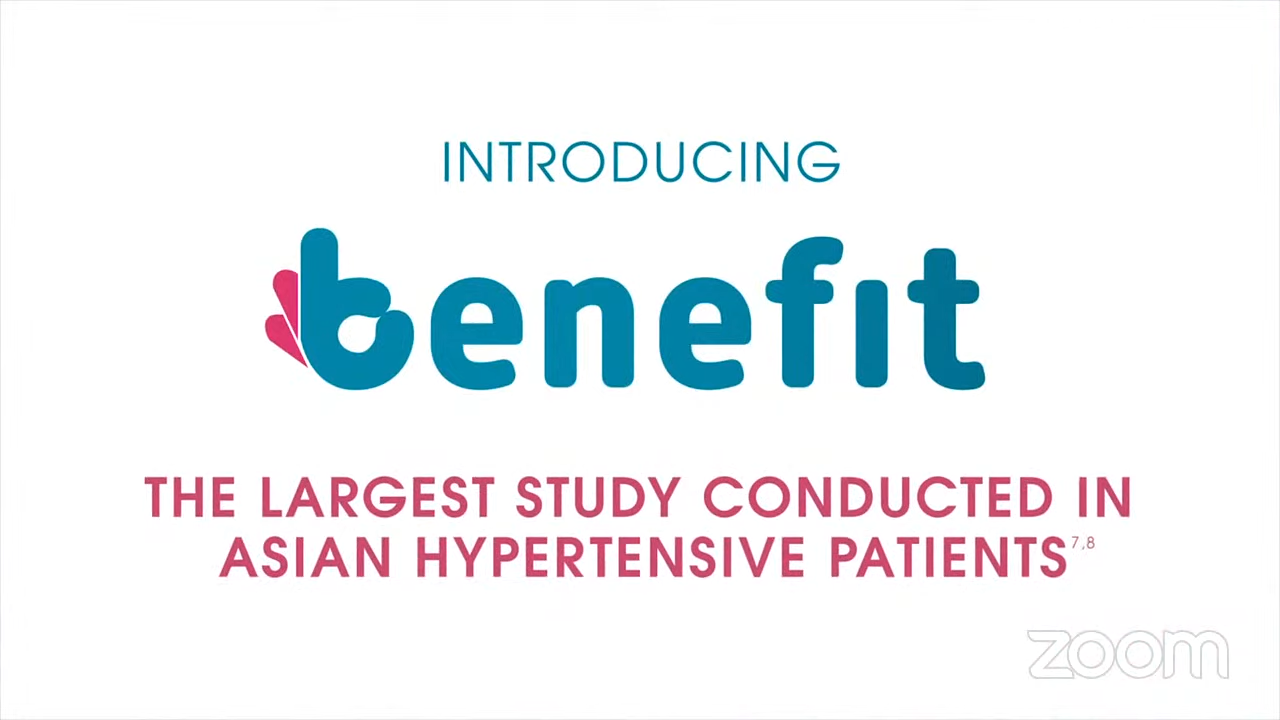 INTRODUCING
benefit
THE LARGEST STUDY CONDUCTED IN
ASIAN HYPERTENSIVE PATIENTS7,8
zoom